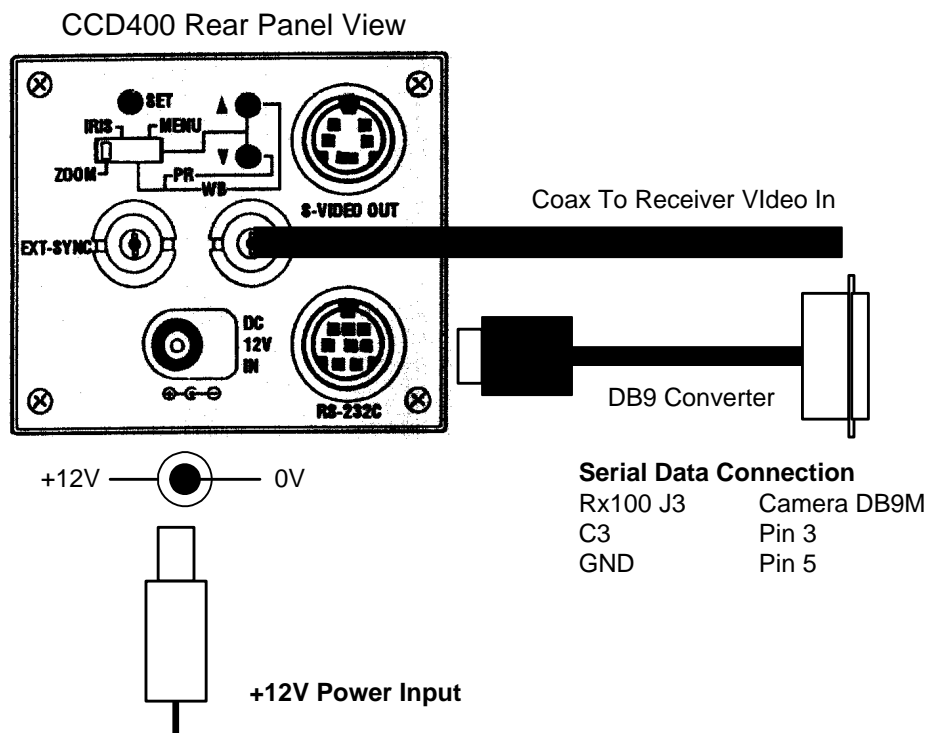 CCD400 Rear Panel View
SET
IRIS
MENU
ZOOM
PR
WB
S-VIDEO OUT
Coax To Receiver VIdeo In
EXT-SYNC
DC
12V
IN
RS-232C
DB9 Converter
+12V
0V
Serial Data Connection
Rx100 J3 Camera DB9M
C3 Pin 3
GND Pin 5
+12V Power Input